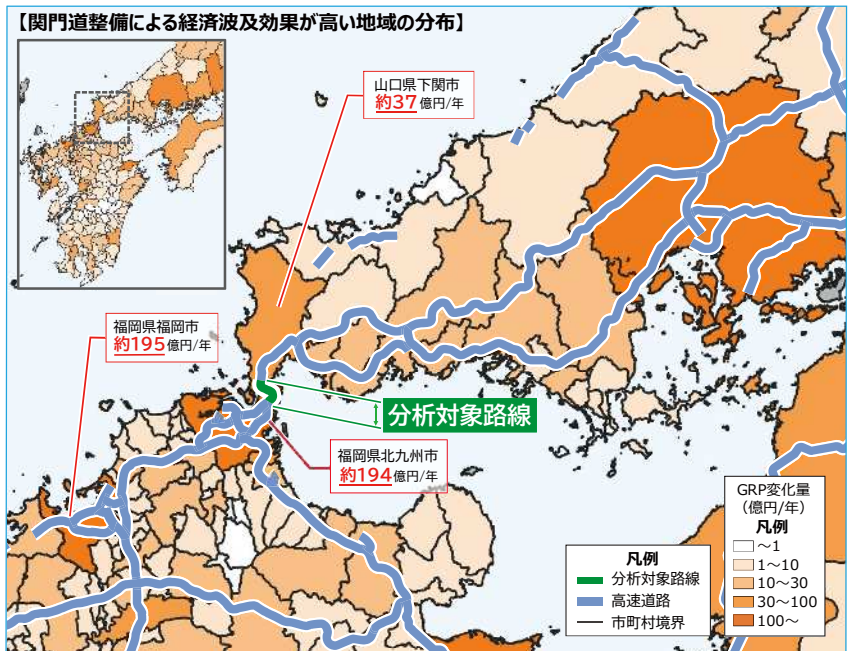 【関門道整備による経済波及効果が高い地域の分布】
山口県下関市
約37億円/年
福岡県福岡市
約195億円/年
分析対象路線
福岡県北九州市
約194億円/年
GRP変化量
（億円/年）
凡例
～1
1～10
10～30
30～100
100～
凡例
分析対象路線
高速道路
市町村境界